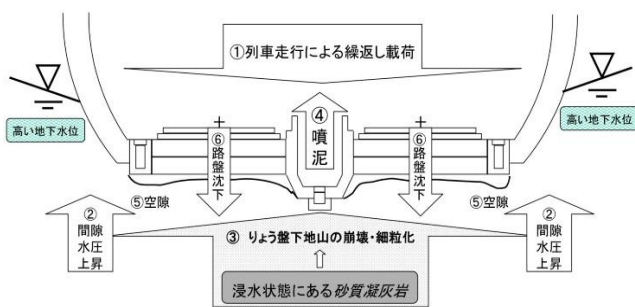 ①列車走行による繰返し載荷
高い地下水位
高い地下水位
④噴泥
⑥路盤沈下
⑥路盤沈下
⑤空隙
⑤空隙
②
間隙
水圧
上昇
②
間隙
水圧
上昇
③ りょう盤下地山の崩壊・細粒化
浸水状態にある砂質凝灰岩